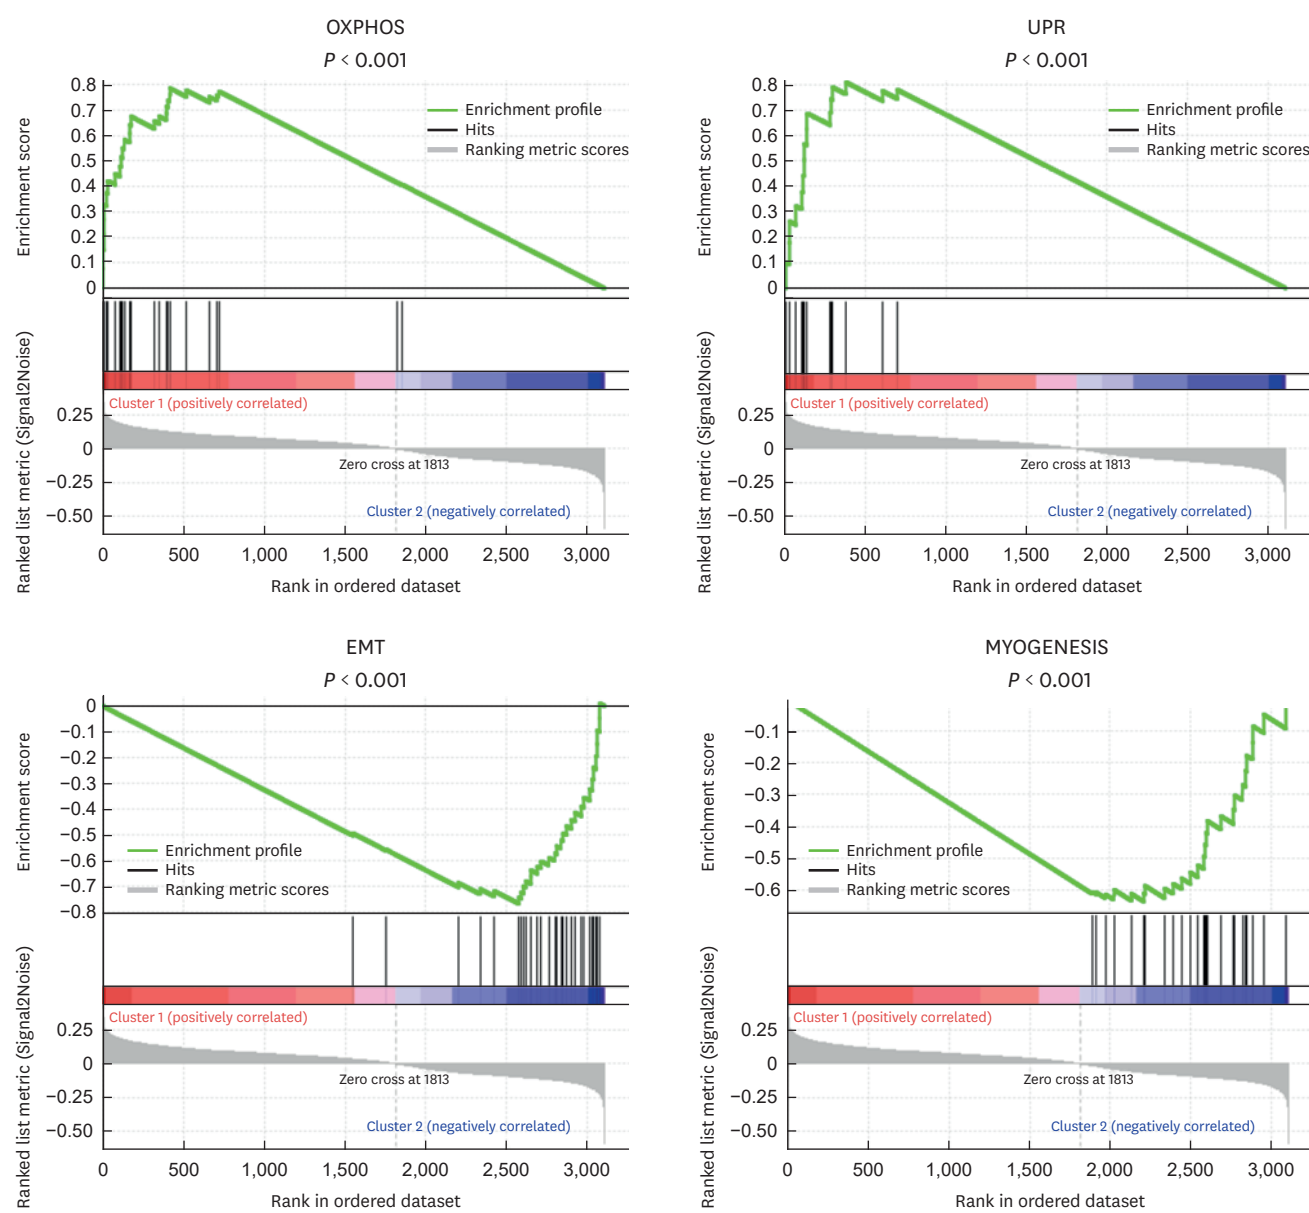 OXPHOS
P < 0.001
Enrichment score
0.8
0.7
0.6
0.5
0.4
0.3
0.2
0.1
0
Enrichment profile
Hits
Ranking metric scores
Ranked list metric (Signal2Noise)
Cluster 1 (positively correlated)
0.25
0
−0.25
−0.50
Zero cross at 1813
Cluster 2 (negatively correlated)
0 500 1,000 1,500 2,000 2,500 3,000
Rank in ordered dataset
UPR
P < 0.001
Enrichment score
0.8
0.7
0.6
0.5
0.4
0.3
0.2
0.1
0
Enrichment profile
Hits
Ranking metric scores
Ranked list metric (Signal2Noise)
Cluster 1 (positively correlated)
0.25
0
−0.25
−0.50
Zero cross at 1813
Cluster 2 (negatively correlated)
0 500 1,000 1,500 2,000 2,500 3,000
Rank in ordered dataset
EMT
P < 0.001
Enrichment score
0
−0.1
−0.2
−0.3
−0.4
−0.5
−0.6
−0.7
−0.8
Enrichment profile
Hits
Ranking metric scores
Ranked list metric (Signal2Noise)
Cluster 1 (positively correlated)
0.25
0
−0.25
−0.50
Zero cross at 1813
Cluster 2 (negatively correlated)
0 500 1,000 1,500 2,000 2,500 3,000
Rank in ordered dataset
MYOGENESIS
P < 0.001
Enrichment score
−0.1
−0.2
−0.3
−0.4
−0.5
−0.6
Enrichment profile
Hits
Ranking metric scores
Ranked list metric (Signal2Noise)
Cluster 1 (positively correlated)
0.25
0
−0.25
−0.50
Zero cross at 1813
Cluster 2 (negatively correlated)
0 500 1,000 1,500 2,000 2,500 3,000
Rank in ordered dataset